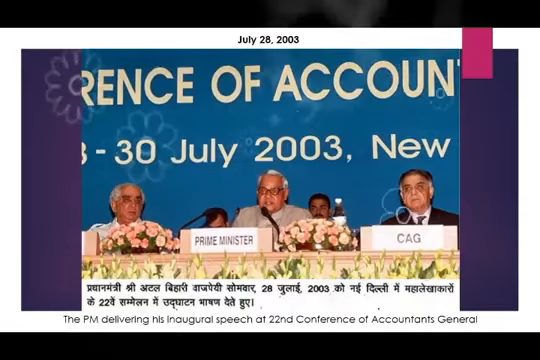 July 28, 2003
RENCE OF ACCOUN
- 30 July 2003, New
PRIME MINISTER
CAG
प्रधानमंत्री श्री अटल बिहारी वाजपेयी सोमवार, 28 जुलाई, 2003 को नई दिल्ली में महालेखाकारों
के 22वें सम्मेलन में उद्घाटन भाषण देते हुए।
The PM delivering his inaugural speech at 22nd Conference of Accountants General